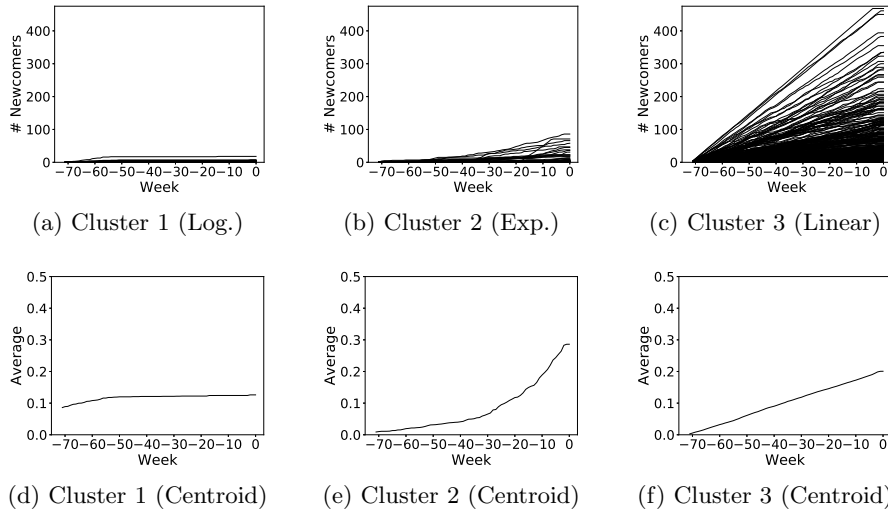 # Newcomers
400
300
200
100
0
−70 −60 −50 −40 −30 −20 −10 0
Week
(a) Cluster 1 (Log.)
# Newcomers
400
300
200
100
0
−70 −60 −50 −40 −30 −20 −10 0
Week
(b) Cluster 2 (Exp.)
# Newcomers
400
300
200
100
0
−70 −60 −50 −40 −30 −20 −10 0
Week
(c) Cluster 3 (Linear)
Average
0.5
0.4
0.3
0.2
0.1
0.0
−70 −60 −50 −40 −30 −20 −10 0
Week
(d) Cluster 1 (Centroid)
Average
0.5
0.4
0.3
0.2
0.1
0.0
−70 −60 −50 −40 −30 −20 −10 0
Week
(e) Cluster 2 (Centroid)
Average
0.5
0.4
0.3
0.2
0.1
0.0
−70 −60 −50 −40 −30 −20 −10 0
Week
(f) Cluster 3 (Centroid)